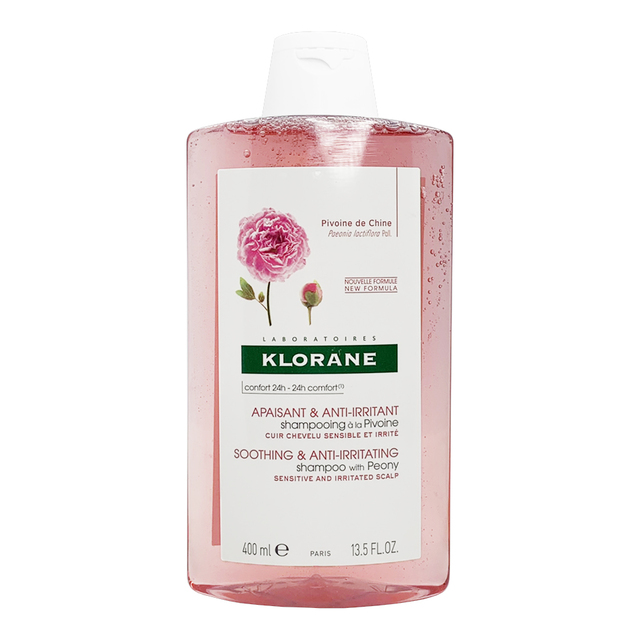 Pivoine de Chine
Paeonia lactiflora Pall.
NOUVELLE FORMULE
NEW FORMULA
LABORATOIRES
KLORANE
confort 24h - 24h comfort(1)
APAISANT & ANTI-IRRITANT
shampooing à la Pivoine
CUIR CHEVELU SENSIBLE ET IRRITÉ
SOOTHING & ANTI-IRRITATING
shampoo with Peony
SENSITIVE AND IRRITATED SCALP
400 ml ℮ PARIS 13.5 FL.OZ.